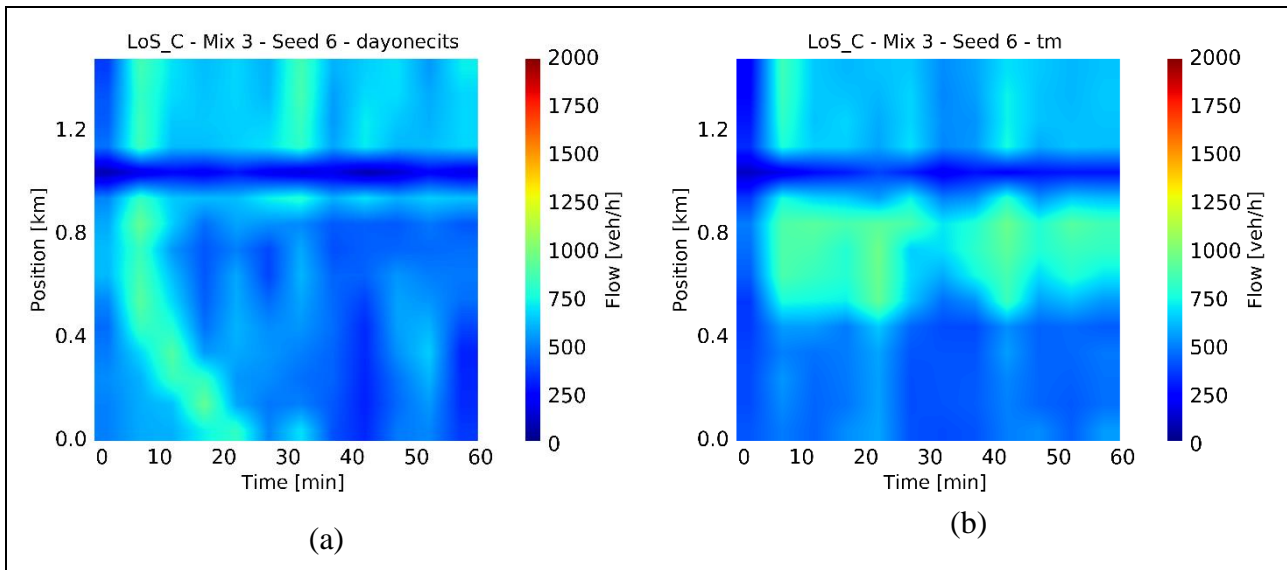 LoS_C - Mix 3 - Seed 6 - dayonecits
1.2
0.8
0.4
0.0
Position [km]
0 10 20 30 40 50 60
Time [min]
2000
1750
1500
1250
1000
750
500
250
0
Flow [veh/h]
(a)
LoS_C - Mix 3 - Seed 6 - tm
1.2
0.8
0.4
0.0
Position [km]
0 10 20 30 40 50 60
Time [min]
2000
1750
1500
1250
1000
750
500
250
0
Flow [veh/h]
(b)